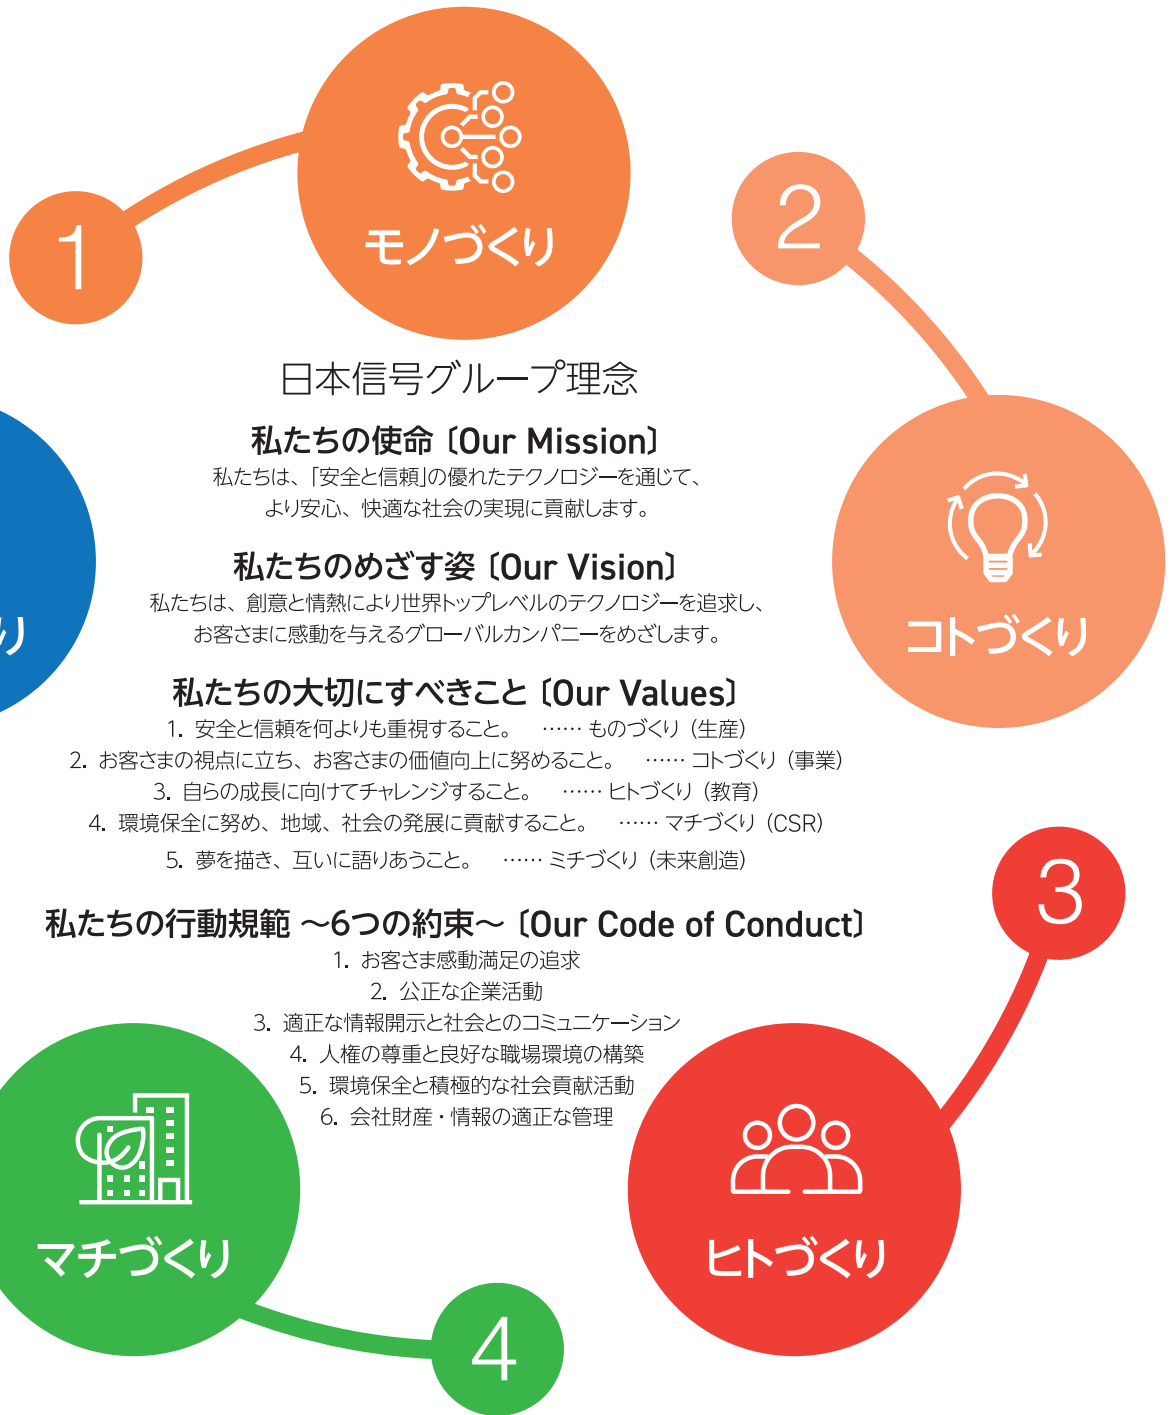 1
モノづくり
2
コトづくり
日本信号グループ理念
私たちの使命〔Our Mission〕
私たちは、「安全と信頼」の優れたテクノロジーを通じて、
より安心、快適な社会の実現に貢献します。
私たちのめざす姿〔Our Vision〕
私たちは、創意と情熱により世界トップレベルのテクノロジーを追求し、
お客さまに感動を与えるグローバルカンパニーをめざします。
り
私たちの大切にすべきこと〔Our Values〕
1. 安全と信頼を何よりも重視すること。 …… ものづくり（生産）
2. お客さまの視点に立ち、お客さまの価値向上に努めること。 …… コトづくり（事業）
3. 自らの成長に向けてチャレンジすること。 …… ヒトづくり（教育）
4. 環境保全に努め、地域、社会の発展に貢献すること。 …… マチづくり（CSR）
5. 夢を描き、互いに語りあうこと。 …… ミチづくり（未来創造）
3
私たちの行動規範 ～6つの約束～〔Our Code of Conduct〕
1. お客さま感動満足の追求
2. 公正な企業活動
3. 適正な情報開示と社会とのコミュニケーション
4. 人権の尊重と良好な職場環境の構築
5. 環境保全と積極的な社会貢献活動
6. 会社財産・情報の適正な管理
マチづくり
ヒトづくり
4